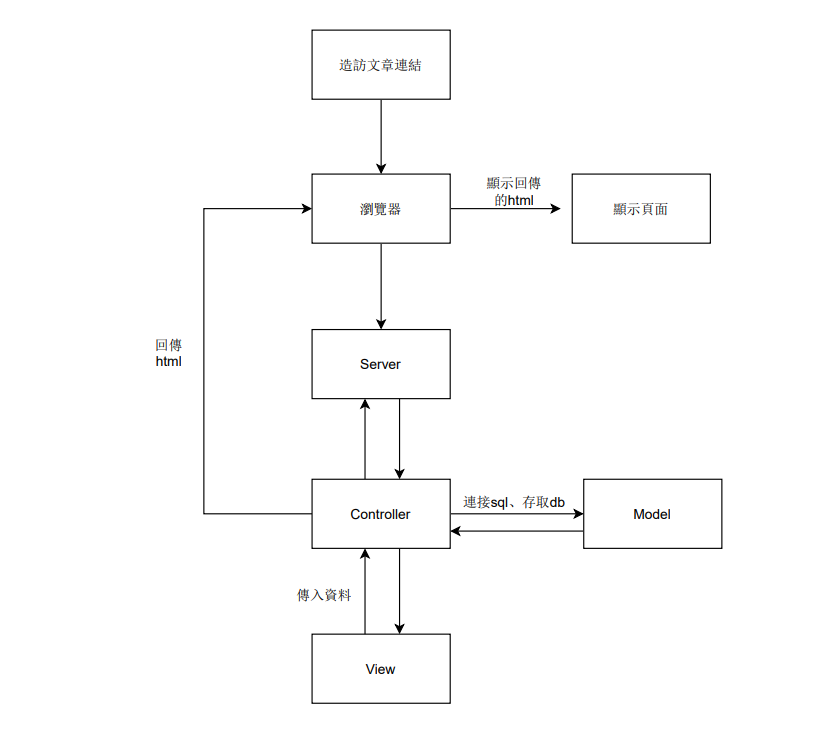 造訪文章連結
瀏覽器
顯示回傳
的html
顯示頁面
回傳
html
Server
Controller
連接sql、存取db
Model
傳入資料
View